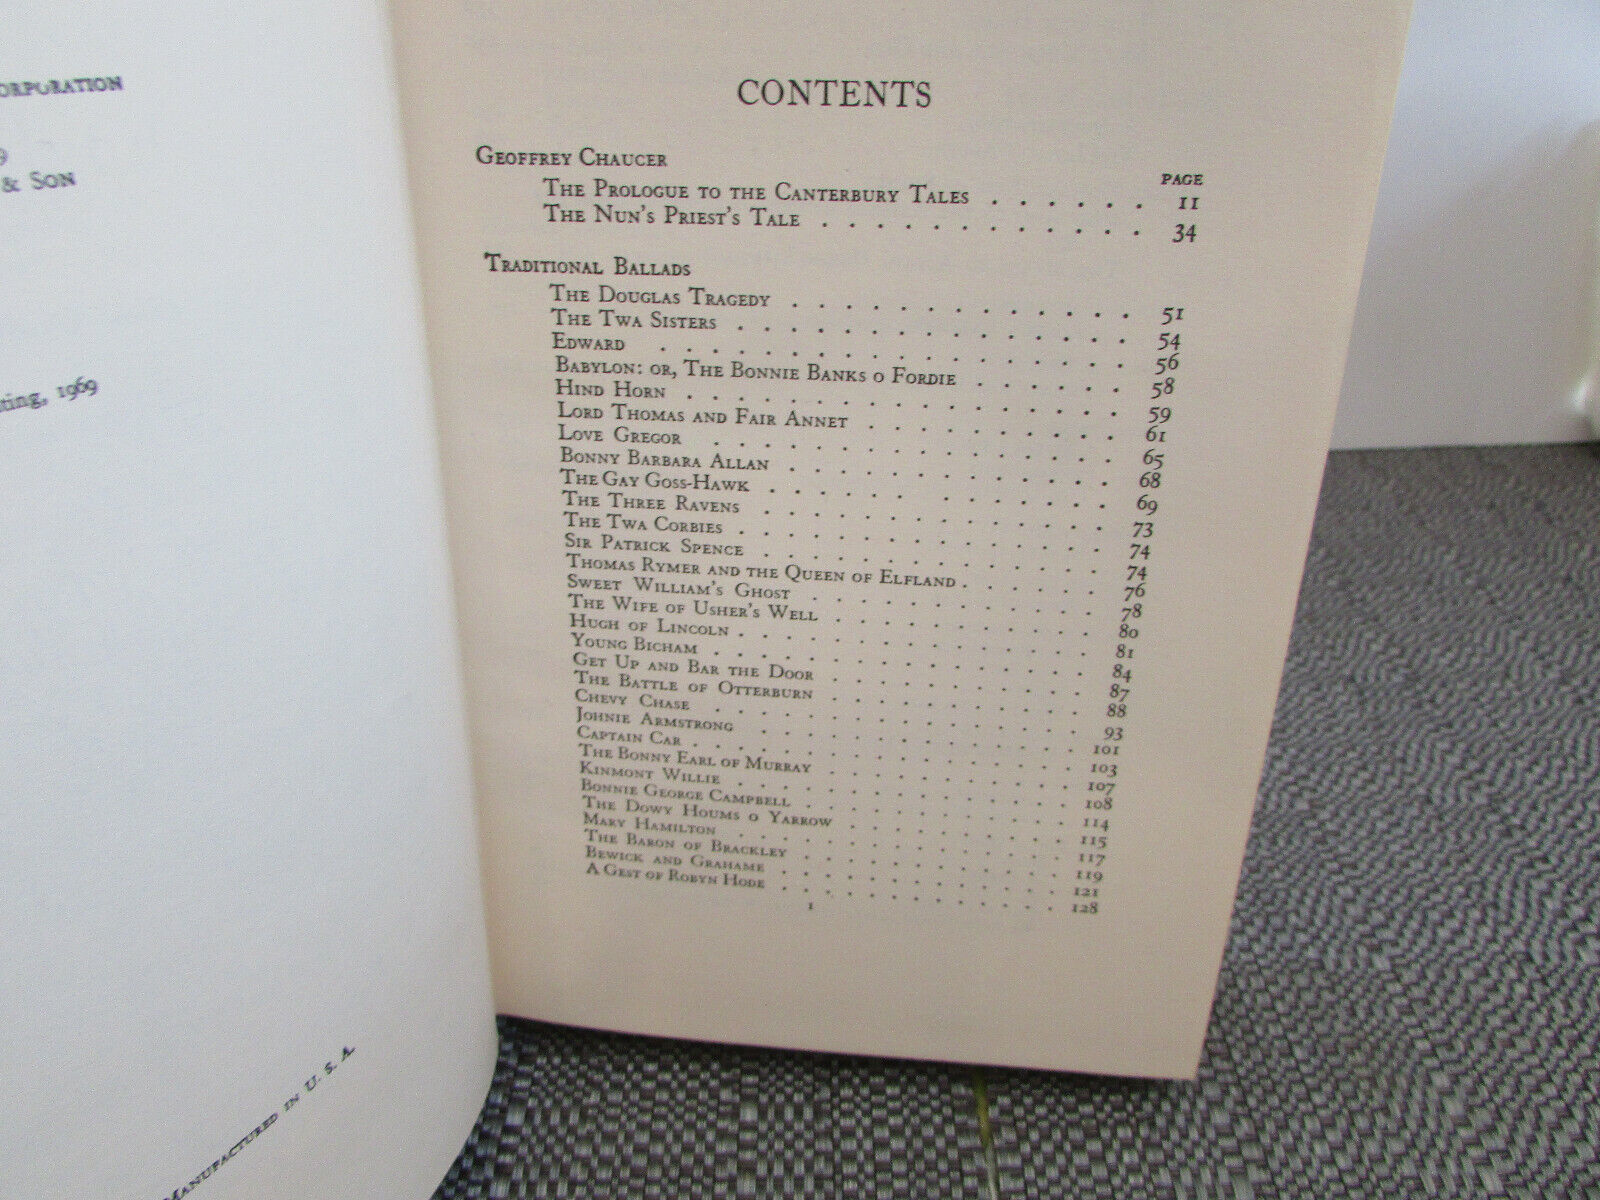 ORPORATION
9
& SON
ting, 1969
MANUFACTURED IN U. S. A.
CONTENTS
GEOFFREY CHAUCER
PAGE
THE PROLOGUE TO THE CANTERBURY TALES . . . . . . 11
THE NUN'S PRIEST'S TALE . . . . . . . . . . . . 34
TRADITIONAL BALLADS
THE DOUGLAS TRAGEDY . . . . . . . . . . . . . 51
THE TWA SISTERS . . . . . . . . . . . . . . . 54
EDWARD . . . . . . . . . . . . . . . . . . 56
BABYLON: OR, THE BONNIE BANKS O FORDIE . . . . . . 58
HIND HORN . . . . . . . . . . . . . . . . 59
LORD THOMAS AND FAIR ANNET . . . . . . . . . . 61
LOVE GREGOR . . . . . . . . . . . . . . . 65
BONNY BARBARA ALLAN . . . . . . . . . . . . 68
THE GAY GOSS-HAWK . . . . . . . . . . . . . 69
THE THREE RAVENS . . . . . . . . . . . . . 73
THE TWA CORBIES . . . . . . . . . . . . . . 74
SIR PATRICK SPENCE . . . . . . . . . . . . . 74
THOMAS RYMER AND THE QUEEN OF ELFLAND . . . . . . 76
SWEET WILLIAM'S GHOST . . . . . . . . . . . . 78
THE WIFE OF USHER'S WELL . . . . . . . . . . . 80
HUGH OF LINCOLN . . . . . . . . . . . . . . 81
YOUNG BICHAM . . . . . . . . . . . . . . . 84
GET UP AND BAR THE DOOR . . . . . . . . . . . 87
THE BATTLE OF OTTERBURN . . . . . . . . . . . 88
CHEVY CHASE . . . . . . . . . . . . . . . 93
JOHNIE ARMSTRONG . . . . . . . . . . . . . 101
CAPTAIN CAR . . . . . . . . . . . . . . . 103
THE BONNY EARL OF MURRAY . . . . . . . . . . 107
KINMONT WILLIE . . . . . . . . . . . . . . 108
BONNIE GEORGE CAMPBELL . . . . . . . . . . . 114
THE DOWY HOUMS O YARROW . . . . . . . . . . 115
MARY HAMILTON . . . . . . . . . . . . . . 117
THE BARON OF BRACKLEY . . . . . . . . . . . 119
BEWICK AND GRAHAME . . . . . . . . . . . . 121
A GEST OF ROBYN HODE . . . . . . . . . . . . 128
1